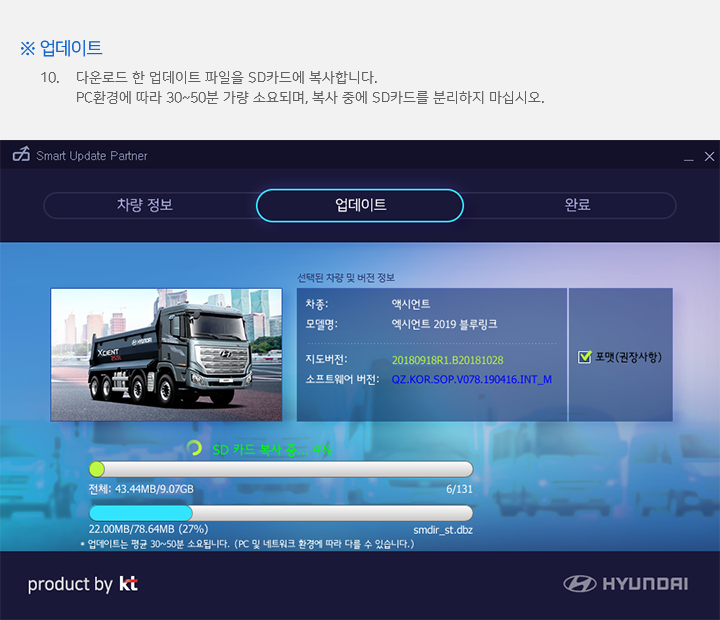 ※ 업데이트
10. 다운로드 한 업데이트 파일을 SD카드에 복사합니다.
PC환경에 따라 30~50분 가량 소요되며, 복사 중에 SD카드를 분리하지 마십시오.
Smart Update Partner
차량 정보
업데이트
완료
선택된 차량 및 버전 정보
차종: 엑시언트
모델명: 엑시언트 2019 블루링크
지도버전: 20180918R1.B20181028
소프트웨어 버전: QZ.KOR.SOP.V078.190416.INT_M
포맷(권장사항)
HYUNDAI
XCIENT
SD 카드 복사 중...
전체: 43.44MB/9.07GB 6/131
22.00MB/78.64MB (27%) smdir_st.dbz
* 업데이트는 평균 30~50분 소요됩니다. (PC 및 네트워크 환경에 따라 다를 수 있습니다.)
product by kt
HYUNDAI